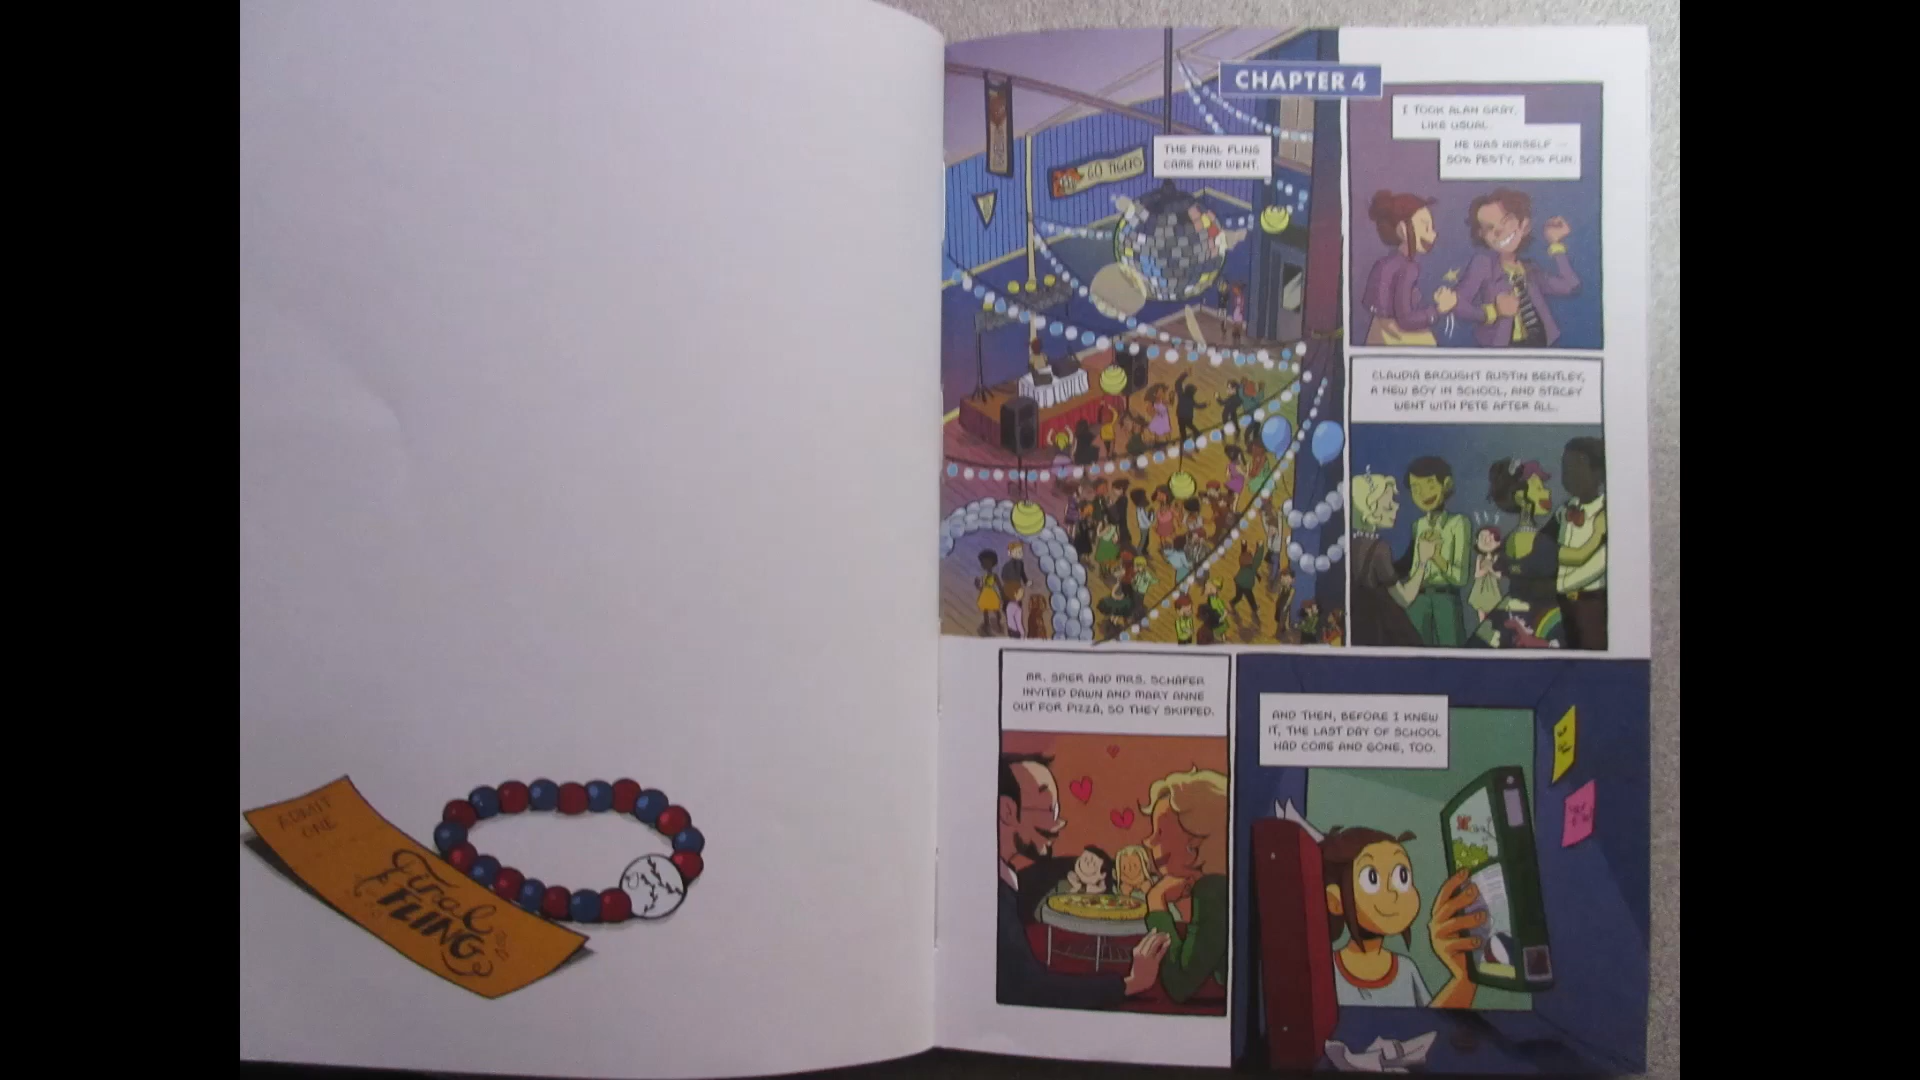 ADMIT
ONE
Final
FLING
CHAPTER 4
THE FINAL FLING
CAME AND WENT.
GO TIGERS
I TOOK ALAN GRAY,
LIKE USUAL.
HE WAS HIMSELF —
50% PESTY, 50% FUN.
CLAUDIA BROUGHT AUSTIN BENTLEY,
A NEW BOY IN SCHOOL, AND STACEY
WENT WITH PETE AFTER ALL.
MR. SPIER AND MRS. SCHAFER
INVITED DAWN AND MARY ANNE
OUT FOR PIZZA, SO THEY SKIPPED.
AND THEN, BEFORE I KNEW
IT, THE LAST DAY OF SCHOOL
HAD COME AND GONE, TOO.